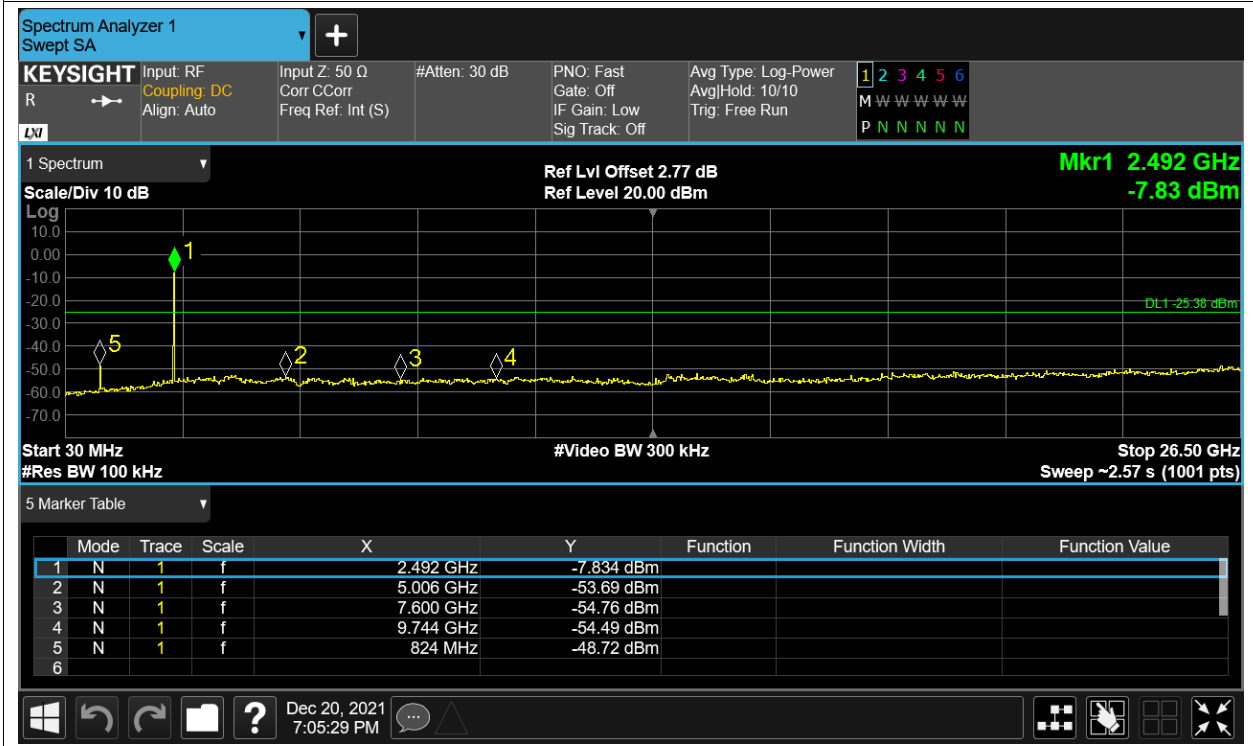 Spectrum Analyzer 1
Swept SA
+
KEYSIGHT
R
LXI
Input: RF
Coupling: DC
Align: Auto
Input Z: 50 Ω
Corr CCorr
Freq Ref: Int (S)
#Atten: 30 dB
PNO: Fast
Gate: Off
IF Gain: Low
Sig Track: Off
Avg Type: Log-Power
Avg|Hold: 10/10
Trig: Free Run
1 2 3 4 5 6
M W W W W W
P N N N N N
1 Spectrum
Scale/Div 10 dB
Ref Lvl Offset 2.77 dB
Ref Level 20.00 dBm
Mkr1 2.492 GHz
-7.83 dBm
Log
10.0
0.00
-10.0
-20.0
-30.0
-40.0
-50.0
-60.0
-70.0
1
DL1 -25.38 dBm
5
2
3
4
Start 30 MHz
#Video BW 300 kHz
Stop 26.50 GHz
#Res BW 100 kHz
Sweep ~2.57 s (1001 pts)
5 Marker Table
Mode Trace Scale X Y Function Function Width Function Value
1 N 1 f 2.492 GHz -7.834 dBm
2 N 1 f 5.006 GHz -53.69 dBm
3 N 1 f 7.600 GHz -54.76 dBm
4 N 1 f 9.744 GHz -54.49 dBm
5 N 1 f 824 MHz -48.72 dBm
6
?
Dec 20, 2021
7:05:29 PM